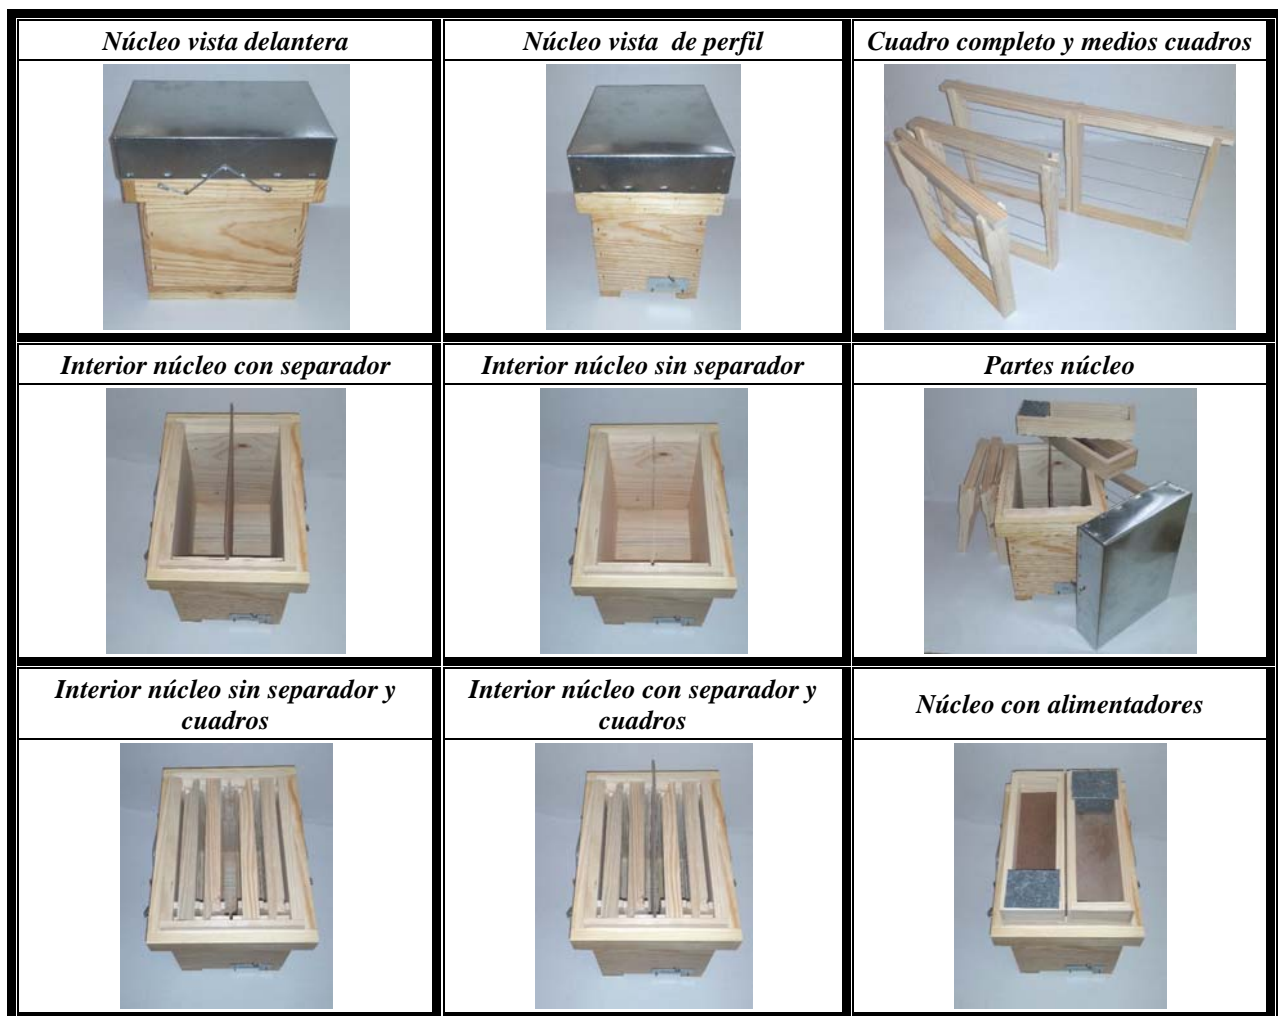 Núcleo vista delantera
Núcleo vista de perfil
Cuadro completo y medios cuadros
Interior núcleo con separador
Interior núcleo sin separador
Partes núcleo
Interior núcleo sin separador y
cuadros
Interior núcleo con separador y
cuadros
Núcleo con alimentadores